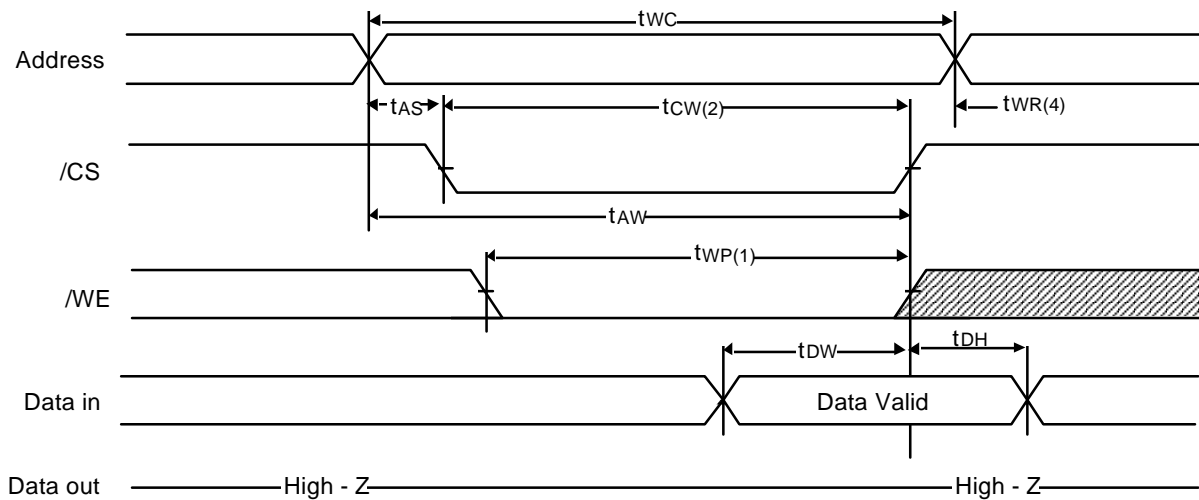 tWC
Address
tAS
tCW(2)
tWR(4)
/CS
tAW
tWP(1)
/WE
tDW
tDH
Data in
Data Valid
Data out
High - Z
High - Z